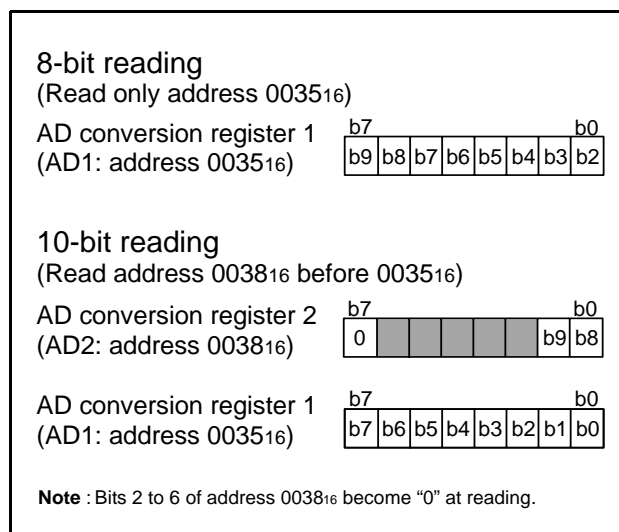 8-bit reading
(Read only address 003516)
AD conversion register 1
(AD1: address 003516)
b7 b0
b9 b8 b7 b6 b5 b4 b3 b2
10-bit reading
(Read address 003816 before 003516)
AD conversion register 2
(AD2: address 003816)
b7 b0
0 b9 b8
AD conversion register 1
(AD1: address 003516)
b7 b0
b7 b6 b5 b4 b3 b2 b1 b0
Note : Bits 2 to 6 of address 003816 become “0” at reading.